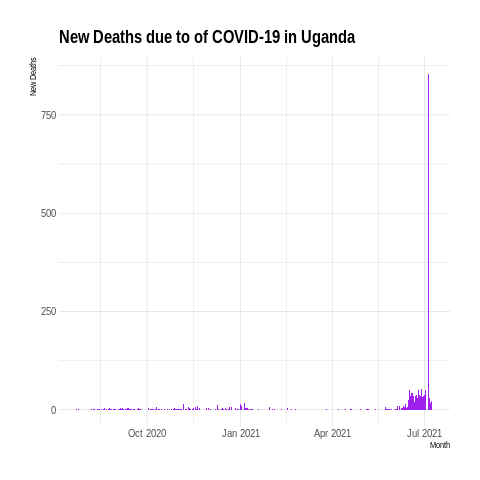 New Deaths due to of COVID-19 in Uganda
New Deaths
750
500
250
0
Oct 2020
Jan 2021
Apr 2021
Jul 2021
Month